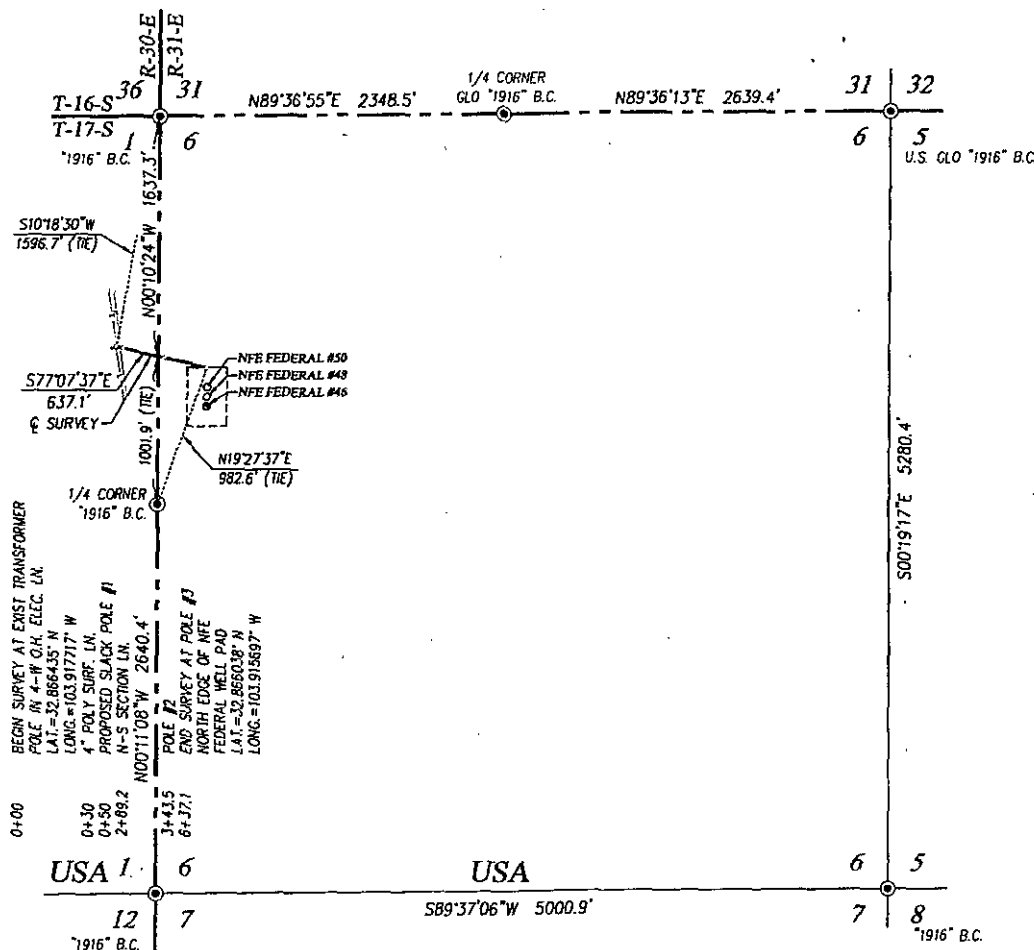 R-30-E
R-31-E
36 31
T-16-S
T-17-S
1 6
"1916" B.C.
N89°36'55"E 2348.5'
1/4 CORNER
GLO "1916" B.C.
N89°36'13"E 2639.4'
31 32
6 5
U.S. GLO "1916" B.C.
1637.3'
N00°10'24"W
S10°18'30"W
1596.7' (TIE)
NFE FEDERAL #50
NFE FEDERAL #48
NFE FEDERAL #46
S77°07'37"E
637.1'
℄ SURVEY
1001.9' (TIE)
N19°27'37"E
982.6' (TIE)
1/4 CORNER
"1916" B.C.
S00°19'17"E 5280.4'
N00°11'08"W 2640.4'
0+00 BEGIN SURVEY AT EXIST TRANSFORMER
POLE IN 4-W O.H. ELEC. LN.
LAT.=32.866435° N
LONG.=103.917717° W
0+30 4" POLY SURF. LN.
0+50 PROPOSED SLACK POLE #1
2+89.2 N-S SECTION LN.
3+43.5 POLE #2
6+37.1 END SURVEY AT POLE #3
NORTH EDGE OF NFE
FEDERAL WELL PAD
LAT.=32.866038° N
LONG.=103.915697° W
USA 1 6 USA 6 5
S89°37'06"W 5000.9'
12 7 7 8
"1916" B.C. "1916" B.C.